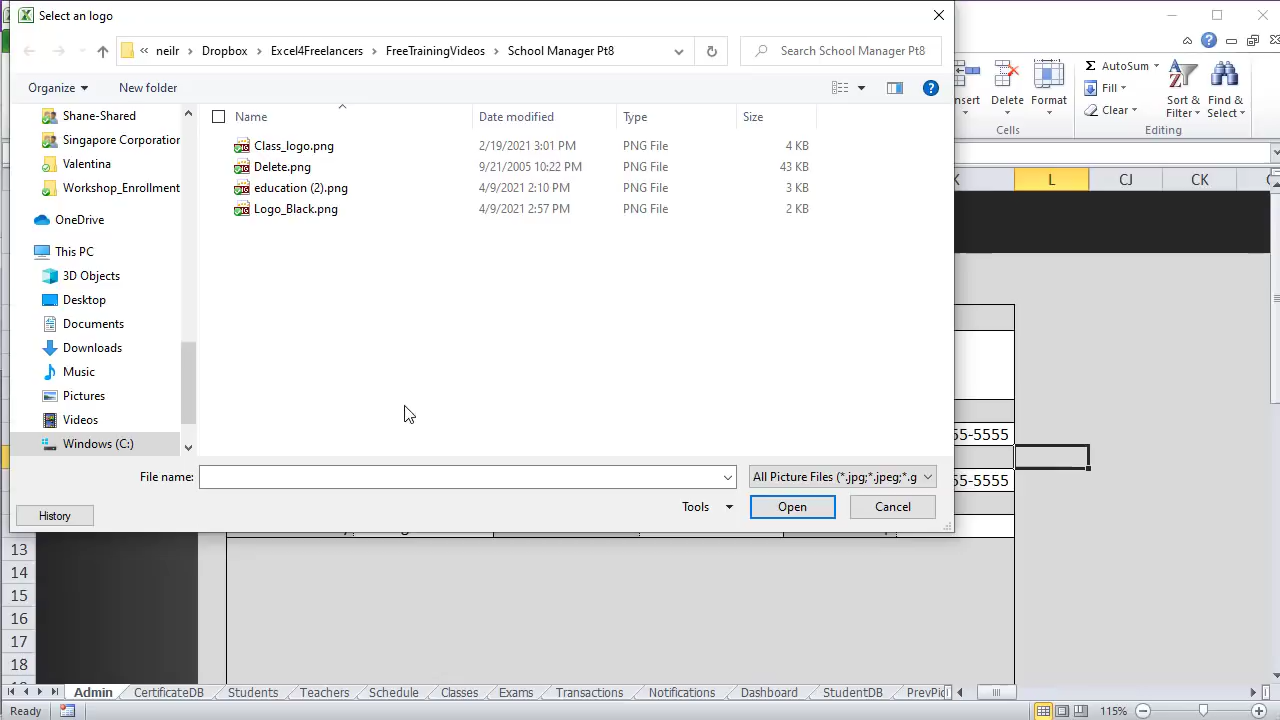 Select an logo
neilr > Dropbox > Excel4Freelancers > FreeTrainingVideos > School Manager Pt8
Search School Manager Pt8
Organize
New folder
Name Date modified Type Size
Class_logo.png 2/19/2021 3:01 PM PNG File 4 KB
Delete.png 9/21/2005 10:22 PM PNG File 43 KB
education (2).png 4/9/2021 2:10 PM PNG File 3 KB
Logo_Black.png 4/9/2021 2:57 PM PNG File 2 KB
Shane-Shared
Singapore Corporation
Valentina
Workshop_Enrollment
OneDrive
This PC
3D Objects
Desktop
Documents
Downloads
Music
Pictures
Videos
Windows (C:)
File name:
All Picture Files (*.jpg;*.jpeg;*.g
Tools
Open
Cancel
History
nsert
Delete
Format
Cells
Σ AutoSum
Fill
Clear
Sort &
Filter
Find &
Select
Editing
K L CJ CK
55-5555
55-5555
13
14
15
16
17
18
Admin CertificateDB Students Teachers Schedule Classes Exams Transactions Notifications Dashboard StudentDB PrevPic
Ready
115%